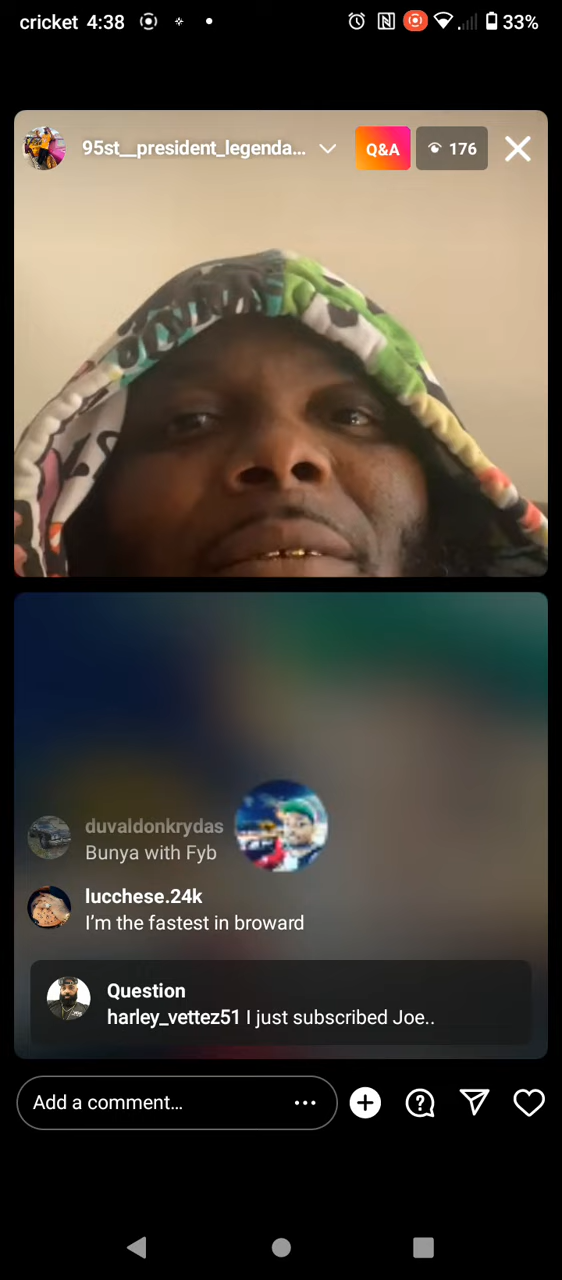 cricket 4:38 33%
95st__president_legenda... Q&A 176
duvaldonkrydas
Bunya with Fyb
lucchese.24k
I'm the fastest in broward
Question
harley_vettez51 I just subscribed Joe..
Add a comment...